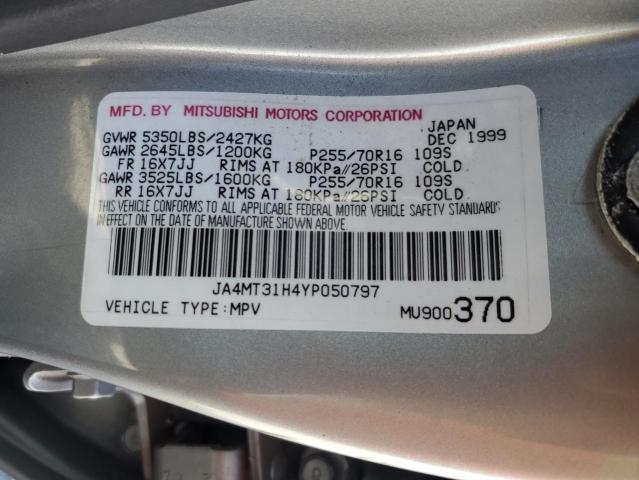 MFD. BY MITSUBISHI MOTORS CORPORATION
JAPAN
GVWR 5350LBS/2427KG DEC 1999
GAWR 2645LBS/1200KG P255/70R16 109S
FR 16X7JJ RIMS AT 180KPa//26PSI COLD
GAWR 3525LBS/1600KG P255/70R16 109S
RR 16X7JJ RIMS AT 180KPa//26PSI COLD
THIS VEHICLE CONFORMS TO ALL APPLICABLE FEDERAL MOTOR VEHICLE SAFETY STANDARDS
IN EFFECT ON THE DATE OF MANUFACTURE SHOWN ABOVE.
JA4MT31H4YP050797
VEHICLE TYPE:MPV MU900370